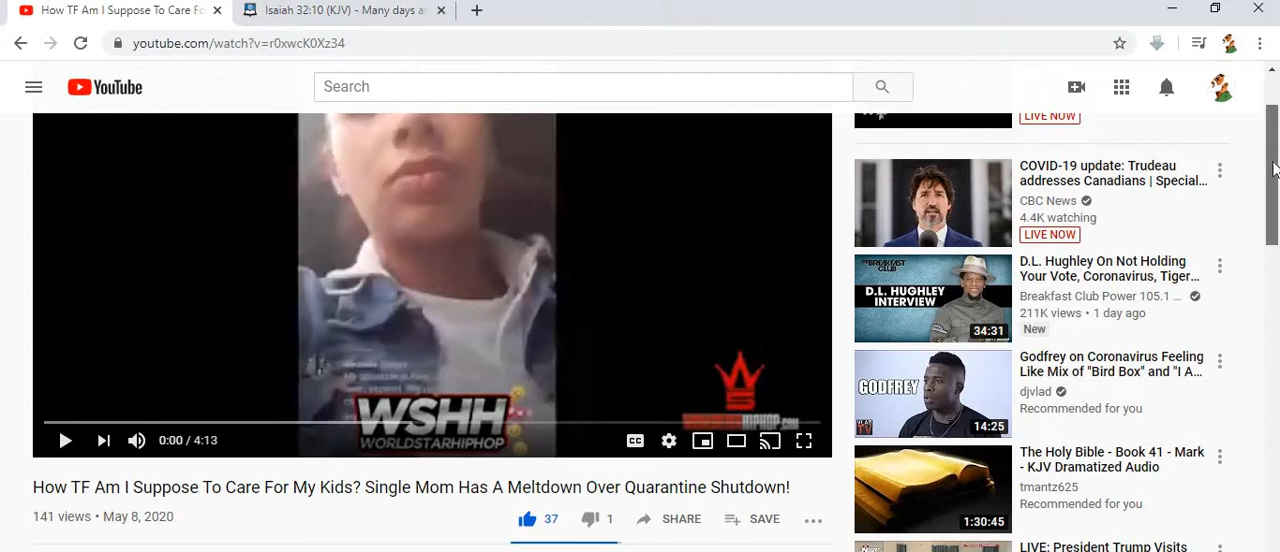 How TF Am I Suppose To Care Fo
Isaiah 32:10 (KJV) - Many days a
youtube.com/watch?v=r0xwcK0Xz34
YouTube
Search
LIVE NOW
COVID-19 update: Trudeau
addresses Canadians | Special...
CBC News
4.4K watching
LIVE NOW
THE BREAKFAST
CLUB
D.L. HUGHLEY
INTERVIEW
34:31
D.L. Hughley On Not Holding
Your Vote, Coronavirus, Tiger...
Breakfast Club Power 105.1 ...
211K views • 1 day ago
New
GODFREY
14:25
Godfrey on Coronavirus Feeling
Like Mix of "Bird Box" and "I A...
djvlad
Recommended for you
1:30:45
The Holy Bible - Book 41 - Mark
- KJV Dramatized Audio
tmantz625
Recommended for you
LIVE: President Trump Visits
WSHH
WORLDSTARHIPHOP
HIPHOP.COM
0:00 / 4:13
How TF Am I Suppose To Care For My Kids? Single Mom Has A Meltdown Over Quarantine Shutdown!
141 views • May 8, 2020
37
1
SHARE
SAVE